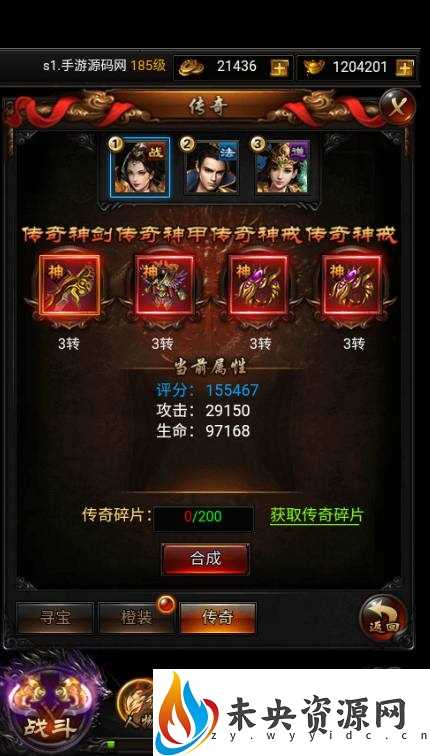 s1.手游源码网 185级 21436 1204201
传奇
1 战 2 法 3 道
传奇神剑 传奇神甲 传奇神戒 传奇神戒
神 神 神 神
3转 3转 3转 3转
当前属性
评分: 155467
攻击: 29150
生命: 97168
传奇碎片: 0/200 获取传奇碎片
合成
寻宝 橙装 传奇 返回
战斗
未央资源网
zy.wyyidc.cn